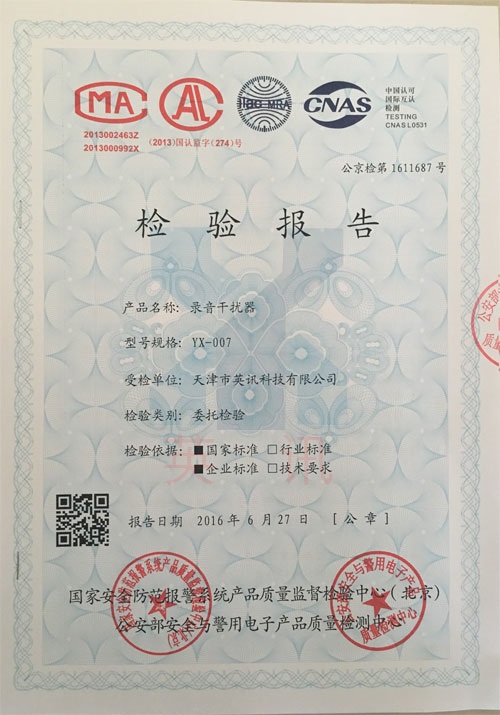 MA
AL
ILAC-MRA
CNAS
中国认可
国际互认
检测
TESTING
CNAS L0531
2013002463Z
2013000992X
(2013)国认监字(274)号
公京检第 1611687 号
检验报告
产品名称: 录音干扰器
型号规格: YX-007
受检单位: 天津市英讯科技有限公司
检验类别: 委托检验
检验依据: ■国家标准 □行业标准
■企业标准 □技术要求
英讯
报告日期 2016 年 6 月 27 日 [公章]
国家安全防范报警系统产品质量监督检验中心(北京)
公安部安全与警用电子产品质量检测中心